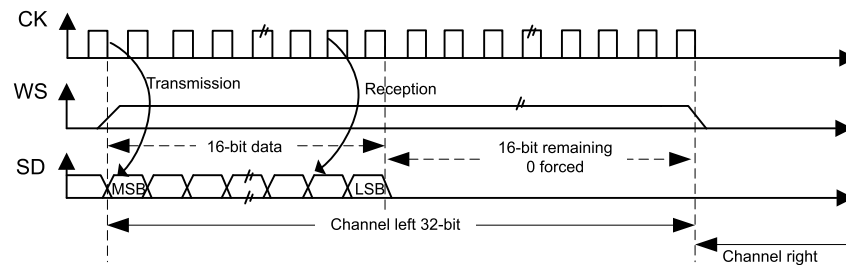 CK
Transmission
Reception
WS
16-bit data
16-bit remaining
0 forced
SD
MSB
LSB
Channel left 32-bit
Channel right